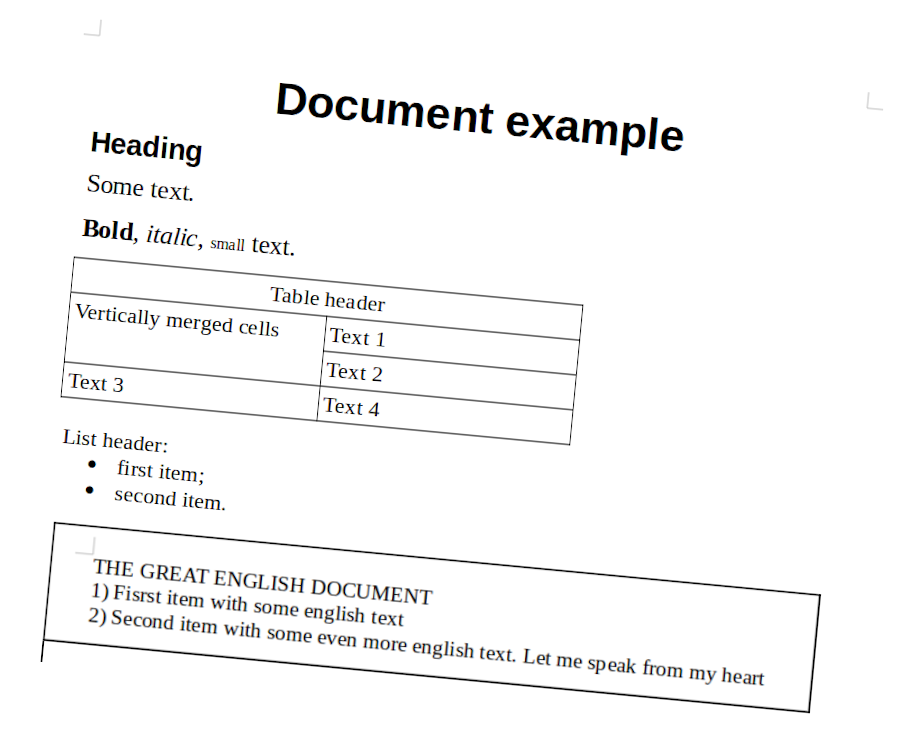 Document example
Heading
Some text.
Bold, italic, small text.
Table header
Vertically merged cells
Text 1
Text 2
Text 3
Text 4
List header:
• first item;
• second item.
THE GREAT ENGLISH DOCUMENT
1) Fisrst item with some english text
2) Second item with some even more english text. Let me speak from my heart